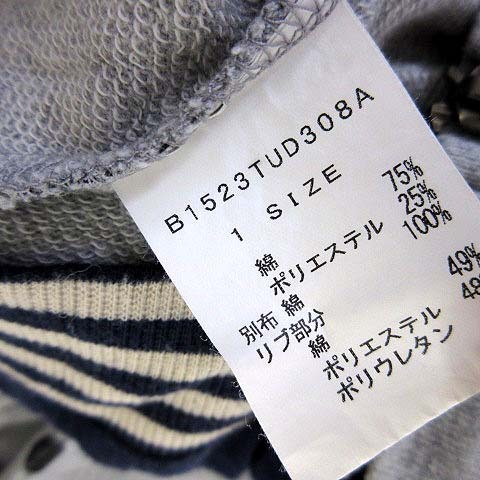 B1523TUD308A
1 SIZE
綿 75%
ポリエステル 25%
別布 綿 100%
リブ部分
綿 49%
ポリエステル 48
ポリウレタン